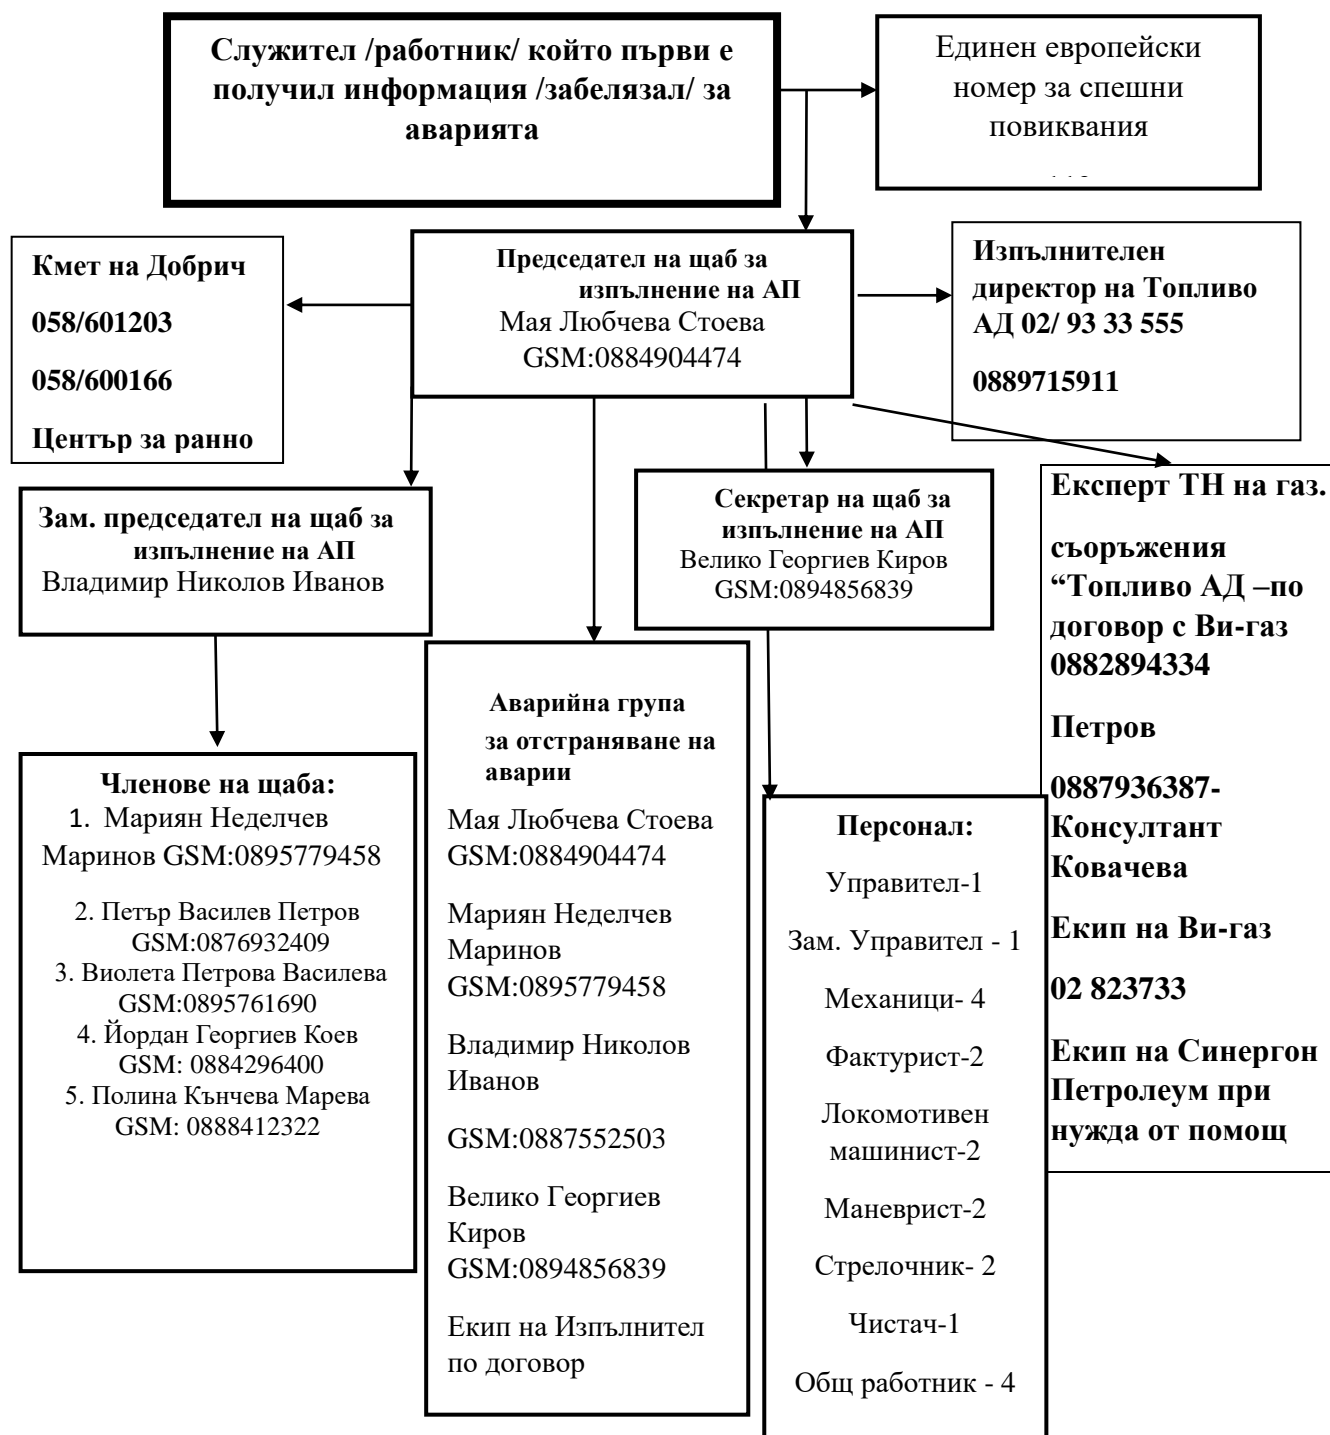 Служител /работник/ който първи е
получил информация /забелязал/ за
аварията
Единен европейски
номер за спешни
повиквания
Кмет на Добрич
058/601203
058/600166
Център за ранно
Председател на щаб за
изпълнение на АП
Мая Любчева Стоева
GSM:0884904474
Изпълнителен
директор на Топливо
АД 02/ 93 33 555
0889715911
Зам. председател на щаб за
изпълнение на АП
Владимир Николов Иванов
Секретар на щаб за
изпълнение на АП
Велико Георгиев Киров
GSM:0894856839
Експерт ТН на газ.
съоръжения
“Топливо АД –по
договор с Ви-газ
0882894334
Петров
0887936387-
Консултант
Ковачева
Екип на Ви-газ
02 823733
Екип на Синергон
Петролеум при
нужда от помощ
Членове на щаба:
1. Мариян Неделчев
Маринов GSM:0895779458
2. Петър Василев Петров
GSM:0876932409
3. Виолета Петрова Василева
GSM:0895761690
4. Йордан Георгиев Коев
GSM: 0884296400
5. Полина Кънчева Марева
GSM: 0888412322
Аварийна група
за отстраняване на
аварии
Мая Любчева Стоева
GSM:0884904474
Мариян Неделчев
Маринов
GSM:0895779458
Владимир Николов
Иванов
GSM:0887552503
Велико Георгиев
Киров
GSM:0894856839
Екип на Изпълнител
по договор
Персонал:
Управител-1
Зам. Управител - 1
Механици- 4
Фактурист-2
Локомотивен
машинист-2
Маневрист-2
Стрелочник- 2
Чистач-1
Общ работник - 4